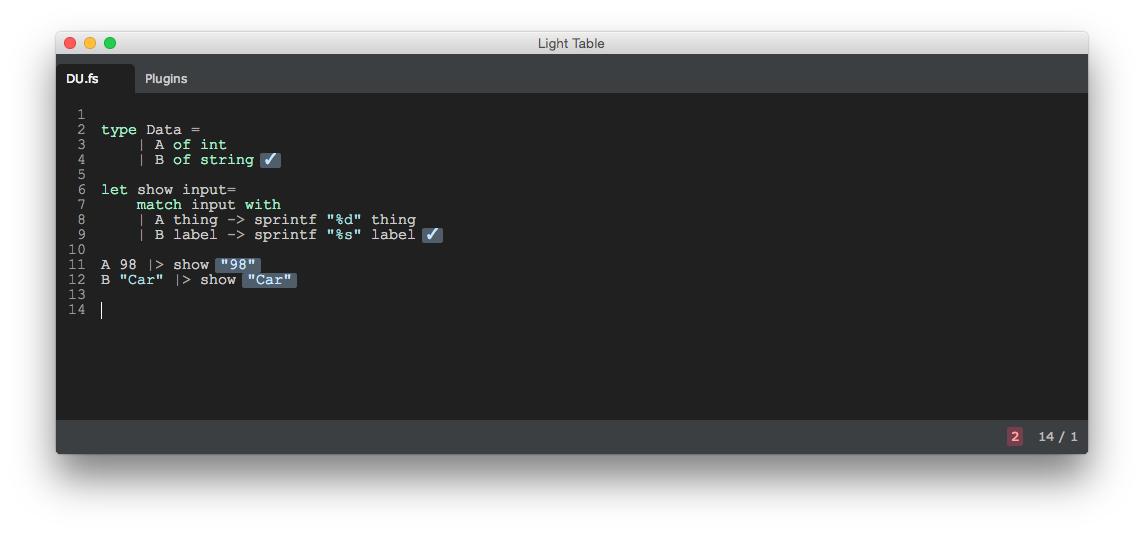 Light Table
DU.fs Plugins
1
2 type Data =
3     | A of int
4     | B of string ✓
5
6 let show input=
7     match input with
8     | A thing -> sprintf "%d" thing
9     | B label -> sprintf "%s" label ✓
10
11 A 98 |> show "98"
12 B "Car" |> show "Car"
13
14
2 14 / 1